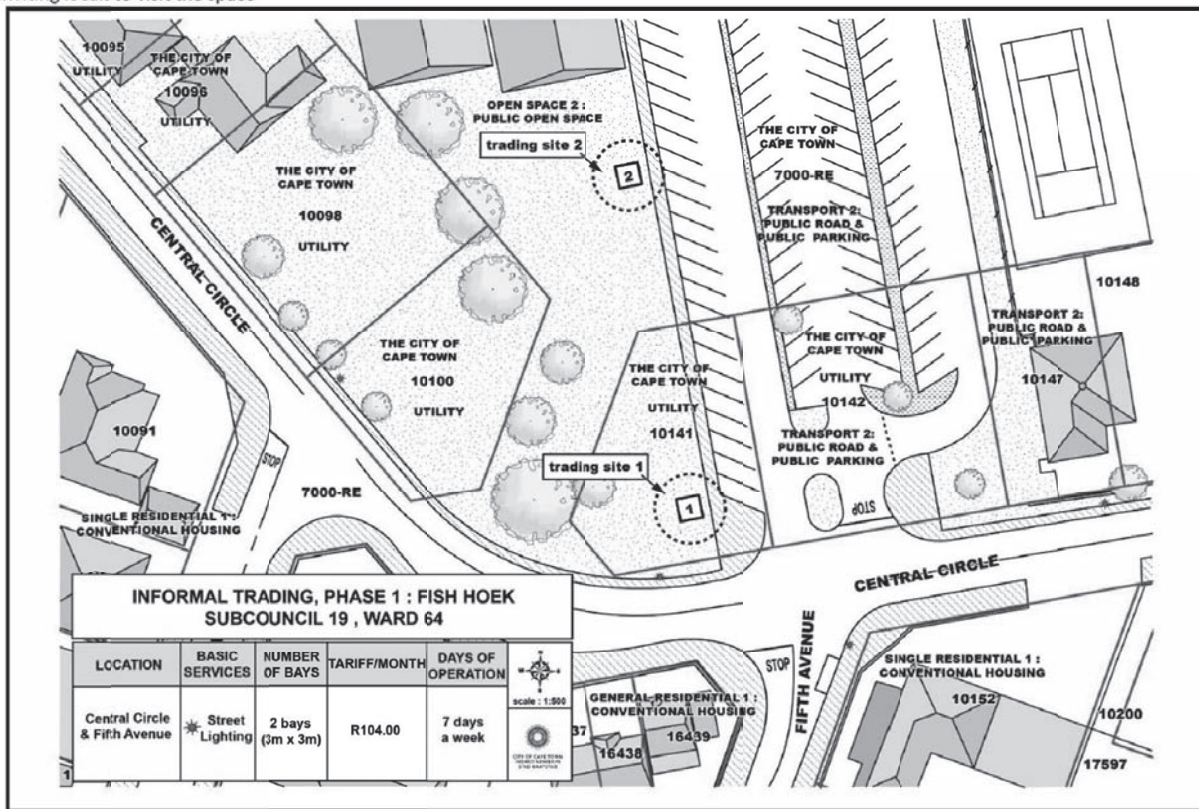 10095
UTILITY
THE CITY OF
CAPE TOWN
10096
UTILITY
OPEN SPACE 2 :
PUBLIC OPEN SPACE
trading site 2
2
THE CITY OF
CAPE TOWN
7000-RE
TRANSPORT 2:
PUBLIC ROAD &
PUBLIC PARKING
THE CITY OF
CAPE TOWN
10098
UTILITY
CENTRAL CIRCLE
10148
TRANSPORT 2:
PUBLIC ROAD &
PUBLIC PARKING
10147
THE CITY OF
CAPE TOWN
10100
UTILITY
THE CITY OF
CAPE TOWN
UTILITY
10141
THE CITY OF
CAPE TOWN
UTILITY
10142
TRANSPORT 2:
PUBLIC ROAD &
PUBLIC PARKING
10091
STOP
trading site 1
1
7000-RE
STOP
SINGLE RESIDENTIAL 1 :
CONVENTIONAL HOUSING
CENTRAL CIRCLE
FIFTH AVENUE
STOP
SINGLE RESIDENTIAL 1 :
CONVENTIONAL HOUSING
10152
10200
17597
GENERAL RESIDENTIAL 1 :
CONVENTIONAL HOUSING
37
16438
16439
INFORMAL TRADING, PHASE 1 : FISH HOEK
SUBCOUNCIL 19 , WARD 64
LOCATION
BASIC
SERVICES
NUMBER
OF BAYS
TARIFF/MONTH
DAYS OF
OPERATION
Central Circle
& Fifth Avenue
Street
Lighting
2 bays
(3m x 3m)
R104.00
7 days
a week
scale : 1:500
CITY OF CAPE TOWN
1